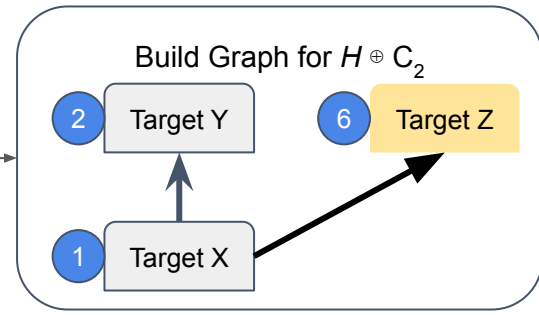 Build Graph for H ⊕ C₂
2 Target Y
6 Target Z
1 Target X